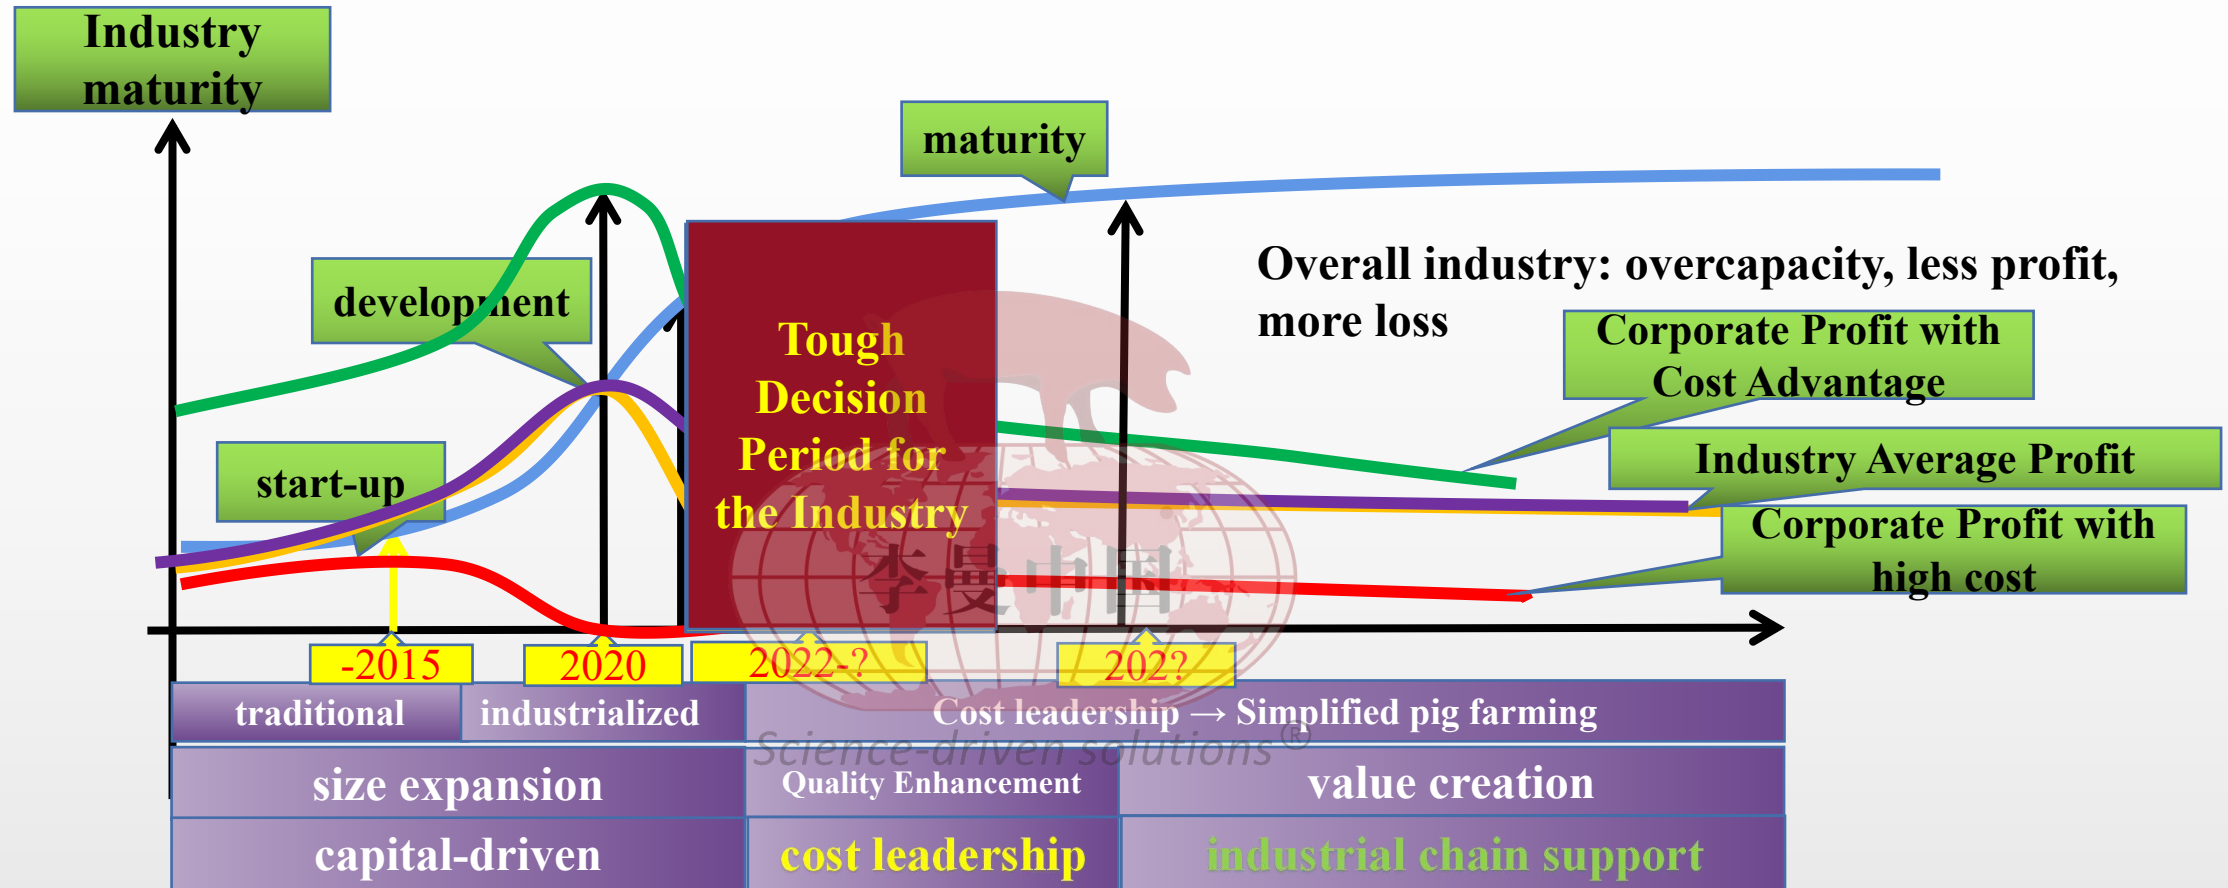 Industry
maturity
maturity
development
start-up
Tough
Decision
Period for
the Industry
Overall industry: overcapacity, less profit,
more loss
Corporate Profit with
Cost Advantage
Industry Average Profit
Corporate Profit with
high cost
李曼中国
-2015
2020
2022-?
202?
traditional
industrialized
Cost leadership → Simplified pig farming
Science-driven solutions®
size expansion
Quality Enhancement
value creation
capital-driven
cost leadership
industrial chain support